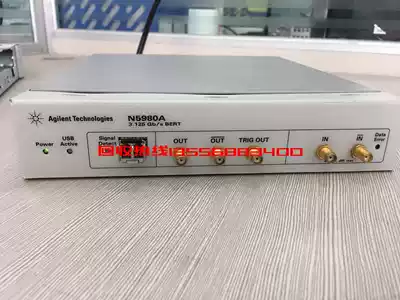 Agilent Technologies
N5980A
3.125 Gb/s BERT
Power
USB
Active
Signal
Detect
OUT
OUT
TRIG OUT
IN
IN
Data
Error